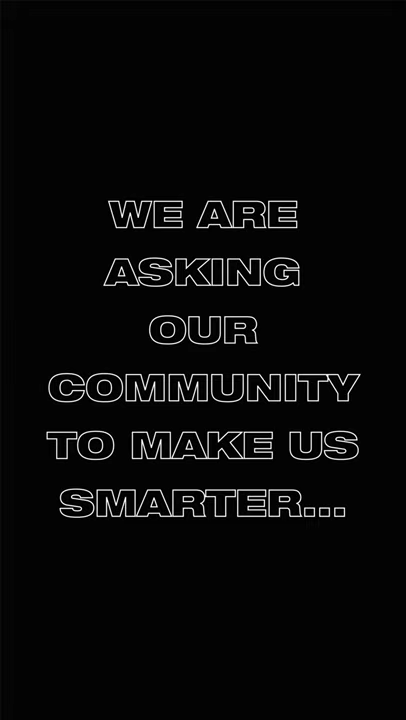 WE ARE
ASKING
OUR
COMMUNITY
TO MAKE US
SMARTER...